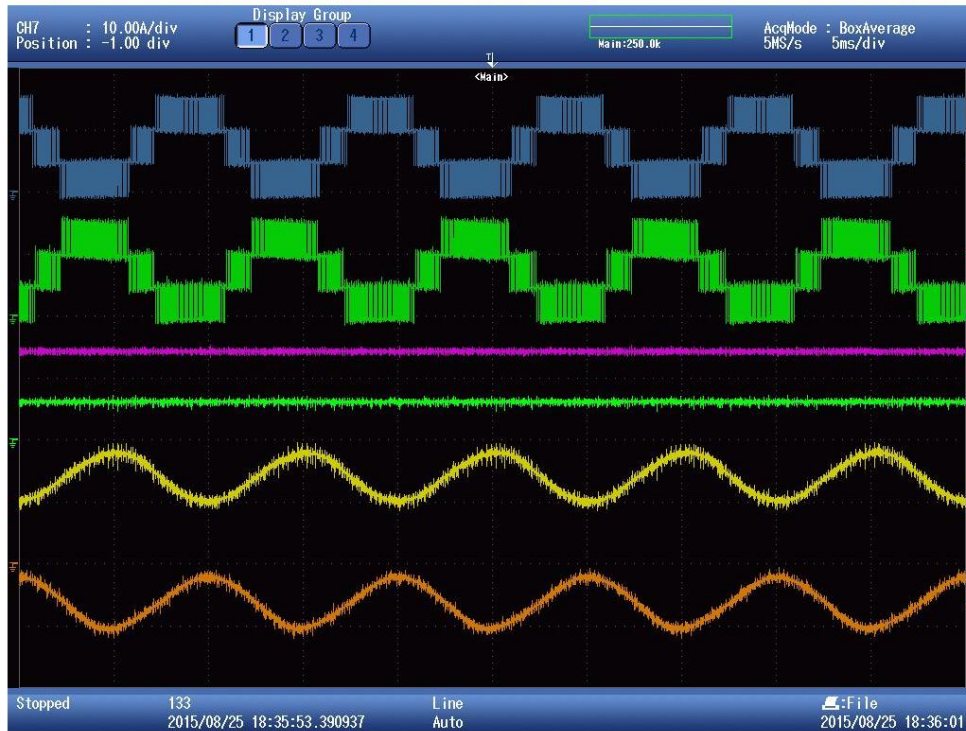 Display Group
CH7 : 10.00A/div
Position : -1.00 div
1 2 3 4
Main:250.0k
AcqMode : BoxAverage
5MS/s 5ms/div
T
<Main>
Stopped 133 Line :File
2015/08/25 18:35:53.390937 Auto 2015/08/25 18:36:01